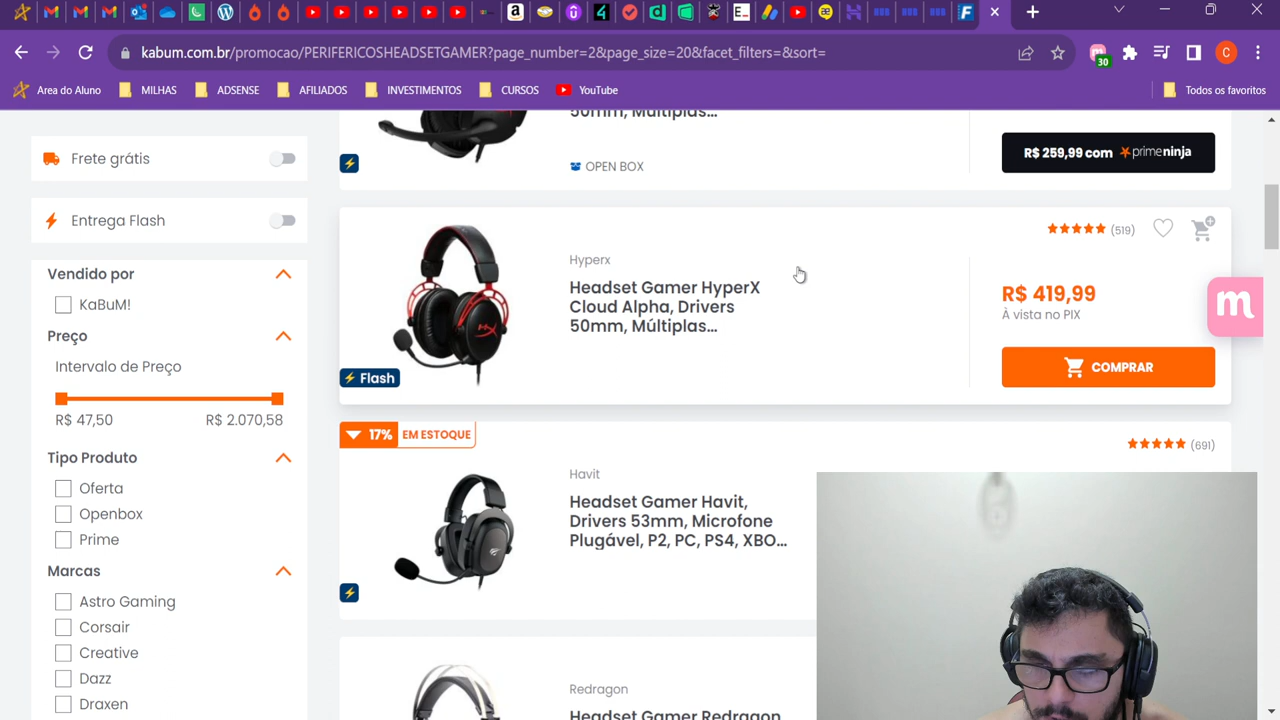 kabum.com.br/promocao/PERIFERICOSHEADSETGAMER?page_number=2&page_size=20&facet_filters=&sort=
30
C
Area do Aluno
MILHAS
ADSENSE
AFILIADOS
INVESTIMENTOS
CURSOS
YouTube
Todos os favoritos
Frete grátis
Entrega Flash
Vendido por
KaBuM!
Preço
Intervalo de Preço
R$ 47,50 R$ 2.070,58
Tipo Produto
Oferta
Openbox
Prime
Marcas
Astro Gaming
Corsair
Creative
Dazz
Draxen
50mm, Múltiplas...
OPEN BOX
R$ 259,99 com primeninja
Hyperx
Headset Gamer HyperX
Cloud Alpha, Drivers
50mm, Múltiplas...
Flash
(519)
R$ 419,99
À vista no PIX
COMPRAR
m
17% EM ESTOQUE
(691)
Havit
Headset Gamer Havit,
Drivers 53mm, Microfone
Plugável, P2, PC, PS4, XBO...
Redragon
Headset Gamer Redragon